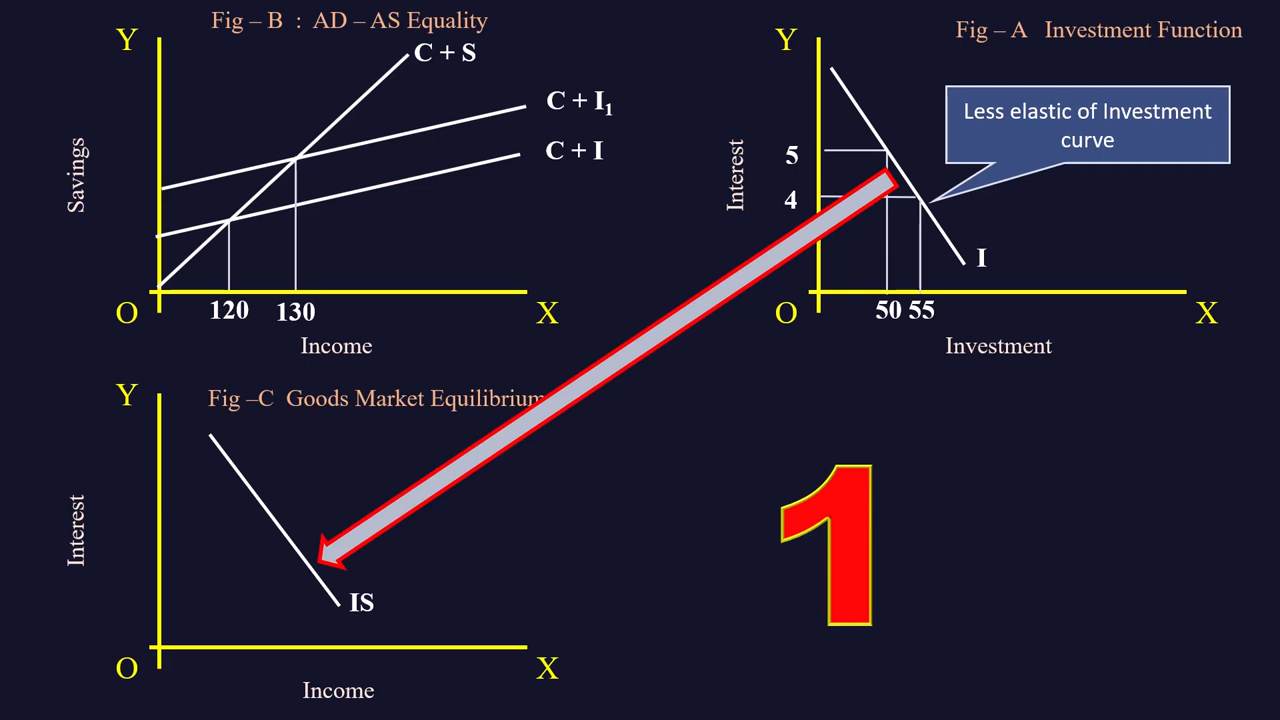 Fig – B : AD – AS Equality
Y
C + S
C + I₁
C + I
Savings
O
120
130
X
Income
Fig – A Investment Function
Y
Less elastic of Investment
curve
Interest
5
4
I
O
50 55
X
Investment
Fig –C Goods Market Equilibrium
Y
Interest
IS
O
X
Income
1